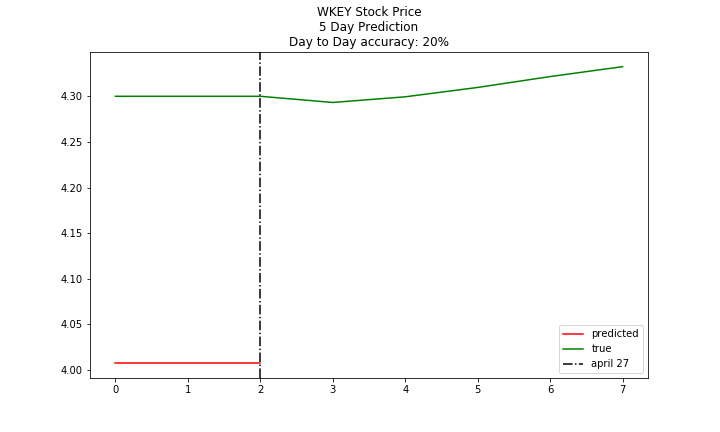 WKEY Stock Price
5 Day Prediction
Day to Day accuracy: 20%
4.30
4.25
4.20
4.15
4.10
4.05
4.00
predicted
true
april 27
0 1 2 3 4 5 6 7